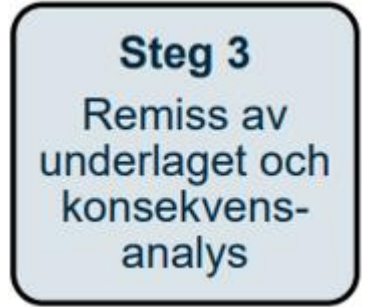 Steg 3
Remiss av
underlaget och
konsekvens-
analys